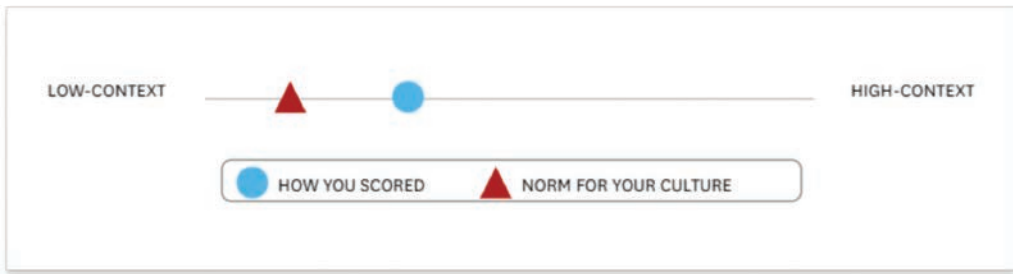 LOW-CONTEXT
HIGH-CONTEXT
HOW YOU SCORED
NORM FOR YOUR CULTURE